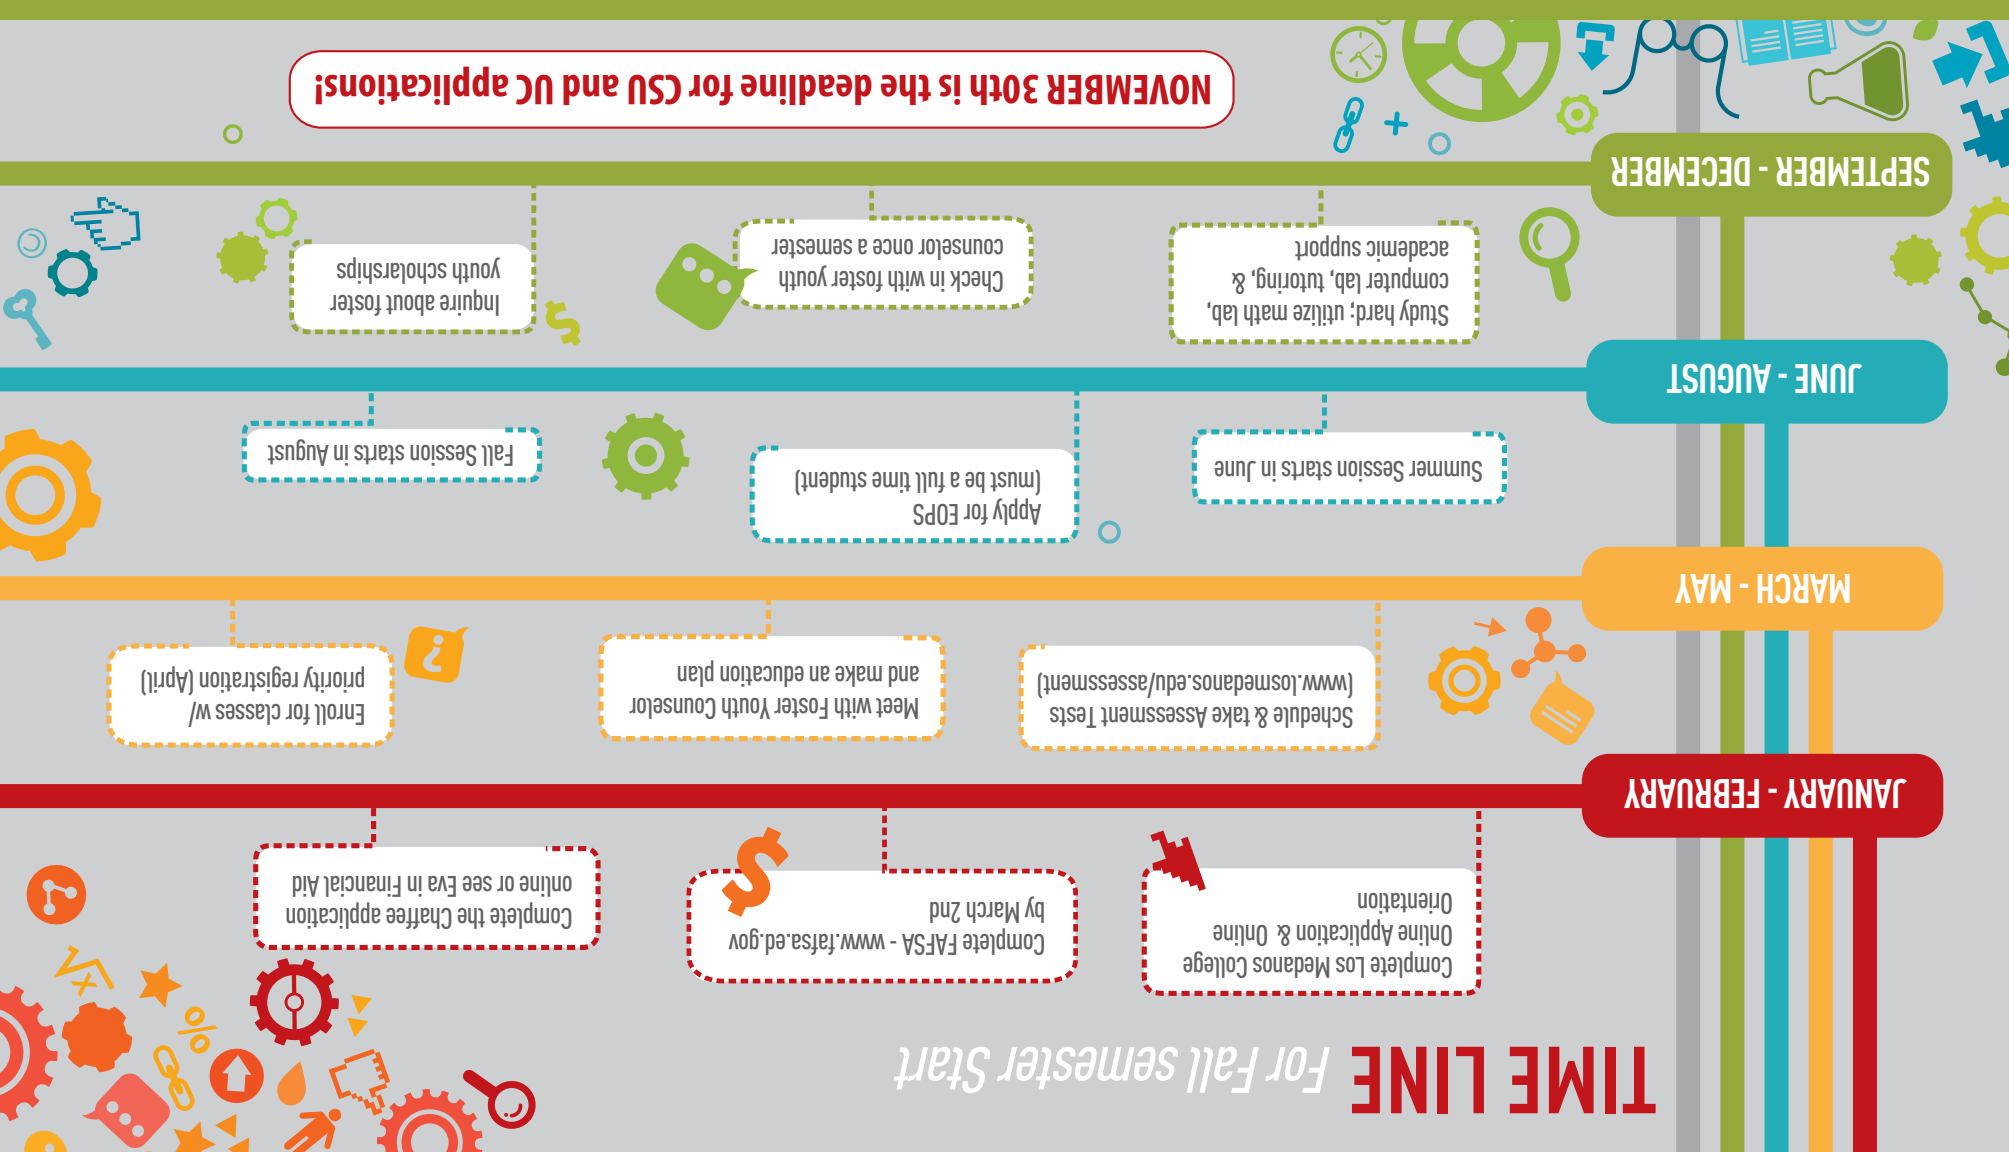 TIME LINE For Fall semester Start
JANUARY - FEBRUARY
Complete Los Medanos College
Online Application & Online
Orientation
Complete FAFSA - www.fafsa.ed.gov
by March 2nd
Complete the Chaffee application
online or see Eva in Financial Aid
MARCH - MAY
Schedule & take Assessment Tests
(www.losmedanos.edu/assessment)
Meet with Foster Youth Counselor
and make an education plan
Enroll for classes w/
priority registration (April)
JUNE - AUGUST
Summer Session starts in June
Apply for EOPS
(must be a full time student)
Fall Session starts in August
SEPTEMBER - DECEMBER
Study hard; utilize math lab,
computer lab, tutoring, &
academic support
Check in with foster youth
counselor once a semester
Inquire about foster
youth scholarships
NOVEMBER 30th is the deadline for CSU and UC applications!